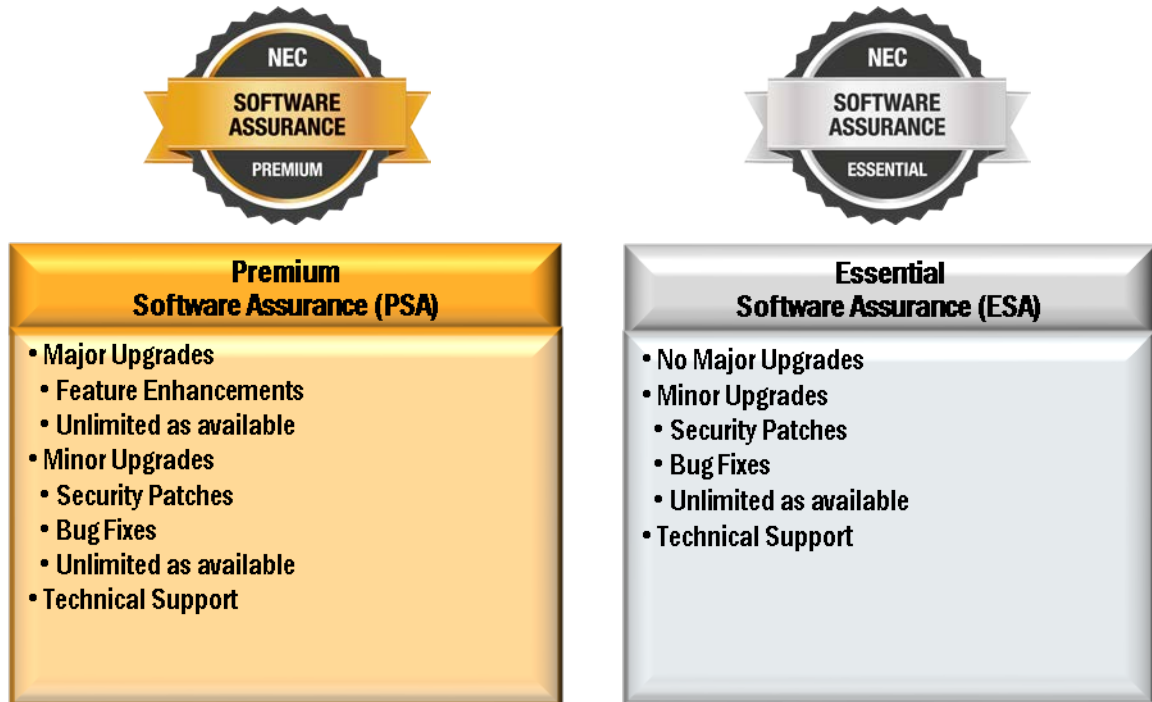 NEC
SOFTWARE
ASSURANCE
PREMIUM
Premium
Software Assurance (PSA)
• Major Upgrades
• Feature Enhancements
• Unlimited as available
• Minor Upgrades
• Security Patches
• Bug Fixes
• Unlimited as available
• Technical Support
NEC
SOFTWARE
ASSURANCE
ESSENTIAL
Essential
Software Assurance (ESA)
• No Major Upgrades
• Minor Upgrades
• Security Patches
• Bug Fixes
• Unlimited as available
• Technical Support